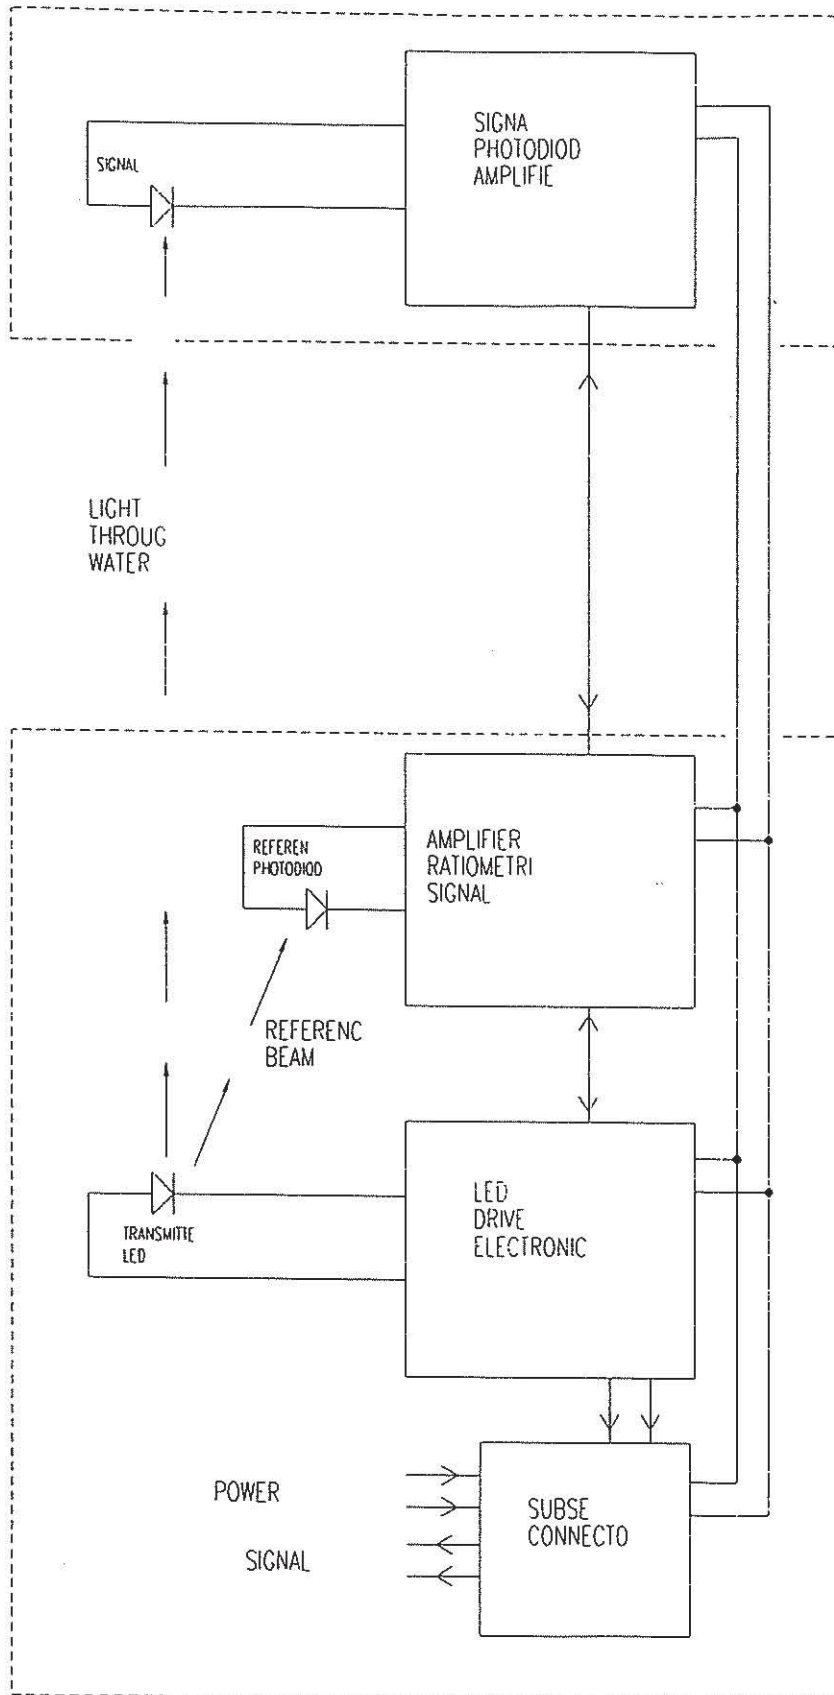 SIGNA
PHOTODIOD
AMPLIFIE
SIGNAL
LIGHT
THROUG
WATER
REFEREN
PHOTODIOD
AMPLIFIER
RATIOMETRI
SIGNAL
REFERENC
BEAM
TRANSMITTE
LED
LED
DRIVE
ELECTRONIC
POWER
SIGNAL
SUBSE
CONNECTO